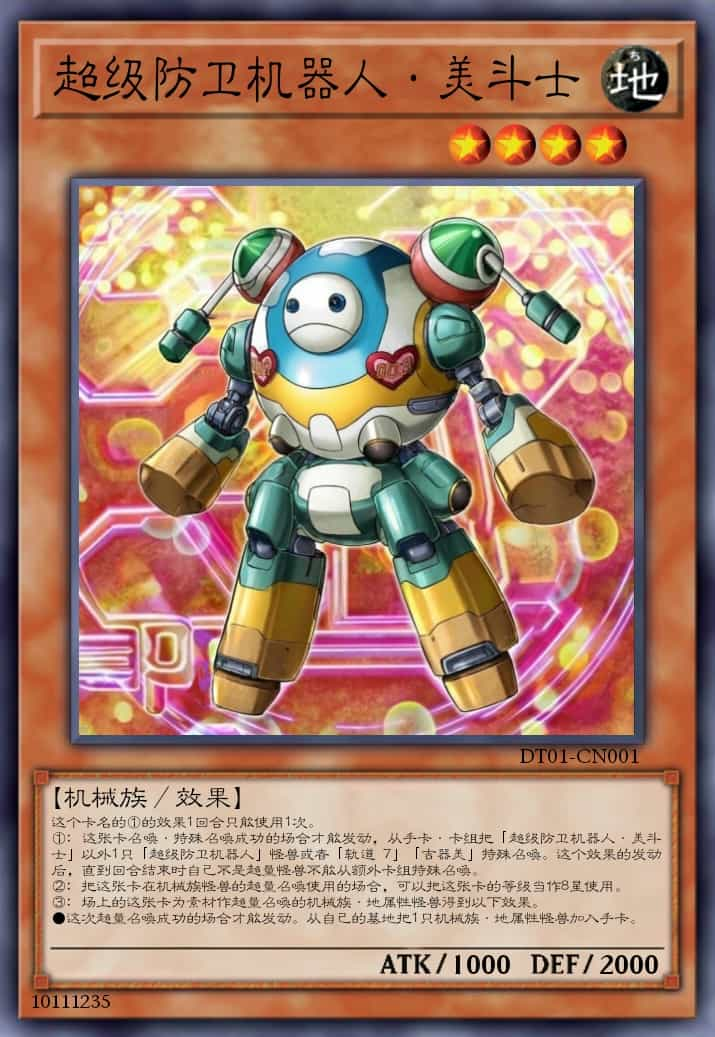 超级防卫机器人·美斗士
地
DT01-CN001
【机械族／效果】
这个卡名的①的效果1回合只能使用1次。
①：这张卡召唤·特殊召唤成功的场合才能发动，从手卡·卡组把「超级防卫机器人·美斗
士」以外1只「超级防卫机器人」怪兽或者「轨道 7」「古器美」特殊召唤。这个效果的发动
后，直到回合结束时自己不是超量怪兽不能从额外卡组特殊召唤。
②：把这张卡在机械族怪兽的超量召唤使用的场合，可以把这张卡的等级当作8星使用。
③：场上的这张卡为素材作超量召唤的机械族·地属性怪兽得到以下效果。
●这次超量召唤成功的场合才能发动。从自己的墓地把1只机械族·地属性怪兽加入手卡。
ATK/1000 DEF/2000
10111235